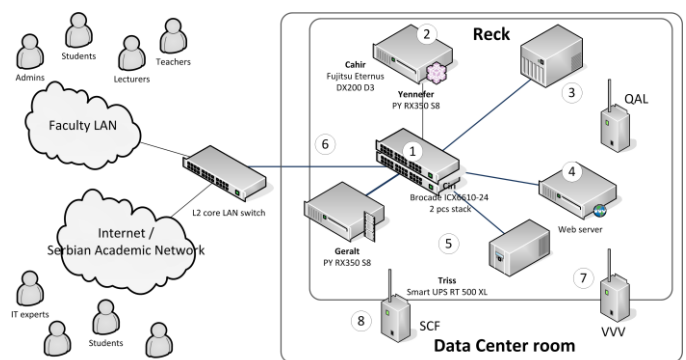 Students
Admins
Lecturers
Teachers
Faculty LAN
L2 core LAN switch
Internet /
Serbian Academic Network
IT experts
Students
Reck
2
Cahir
Fujitsu Eternus
DX200 D3
Yennefer
PY RX350 S8
3
QAL
6
1
Ciri
Brocade ICX6610-24
2 pcs stack
4
Web server
Geralt
PY RX350 S8
5
Triss
Smart UPS RT 500 XL
7
VVV
8
SCF
Data Center room